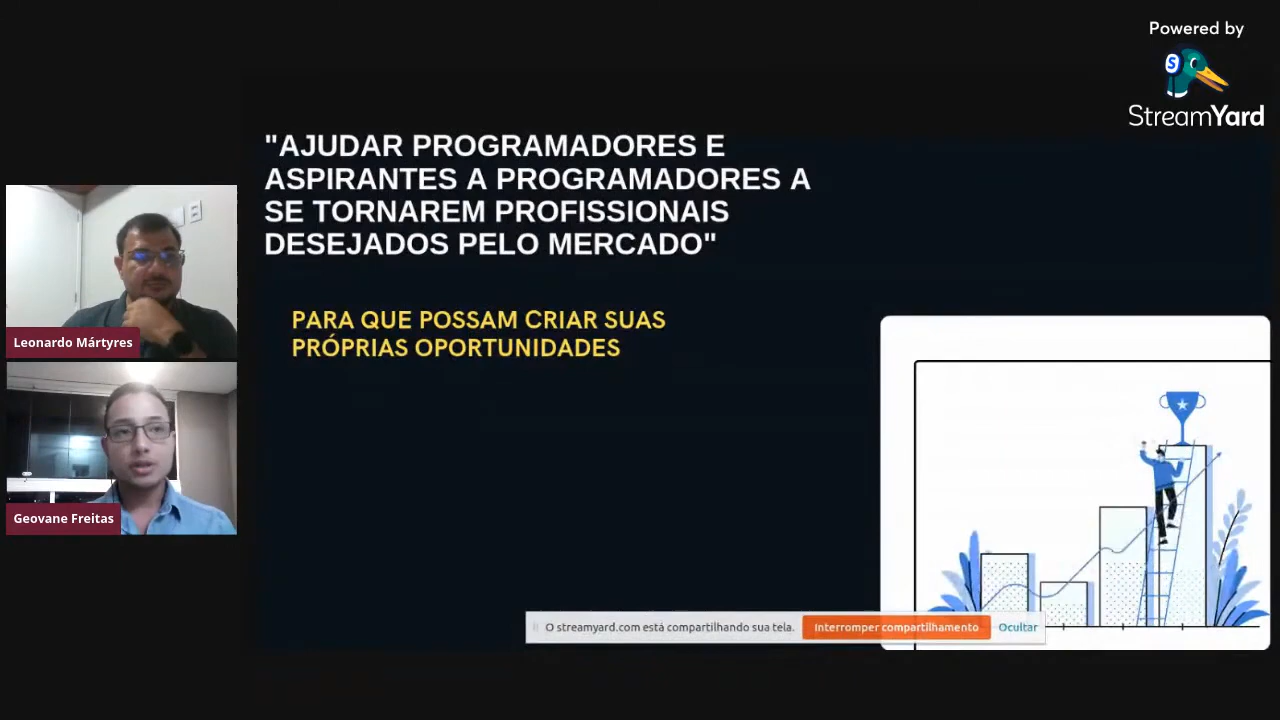 Powered by
StreamYard
"AJUDAR PROGRAMADORES E
ASPIRANTES A PROGRAMADORES A
SE TORNAREM PROFISSIONAIS
DESEJADOS PELO MERCADO"
PARA QUE POSSAM CRIAR SUAS
PRÓPRIAS OPORTUNIDADES
Leonardo Mártyres
Geovane Freitas
O streamyard.com está compartilhando sua tela. Interromper compartilhamento Ocultar